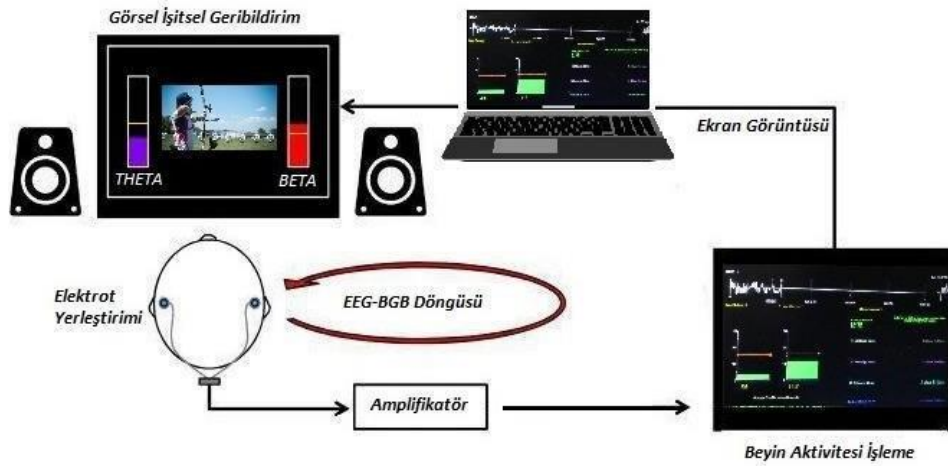 Görsel İşitsel Geribildirim
THETA
BETA
Ekran Görüntüsü
Elektrot
Yerleştirimi
EEG-BGB Döngüsü
Amplifikatör
Beyin Aktivitesi İşleme